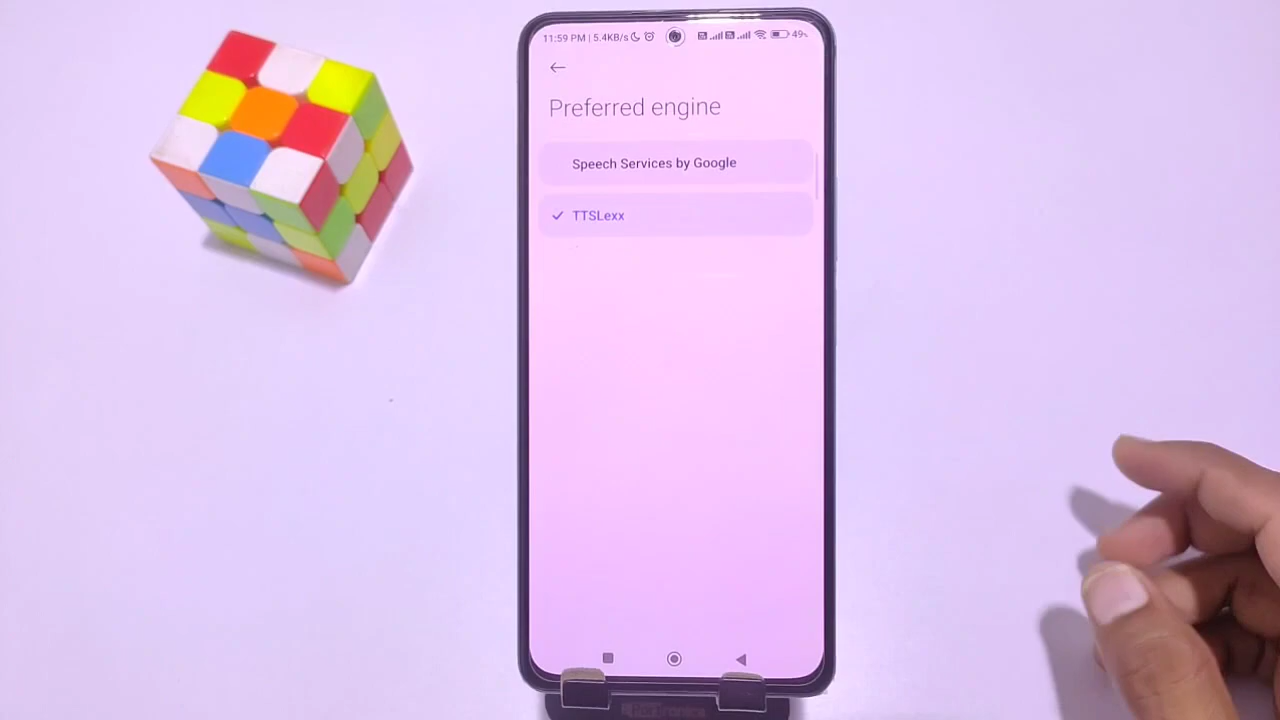 11:59 PM | 5.4KB/s 49%
Preferred engine
Speech Services by Google
TTSLexx